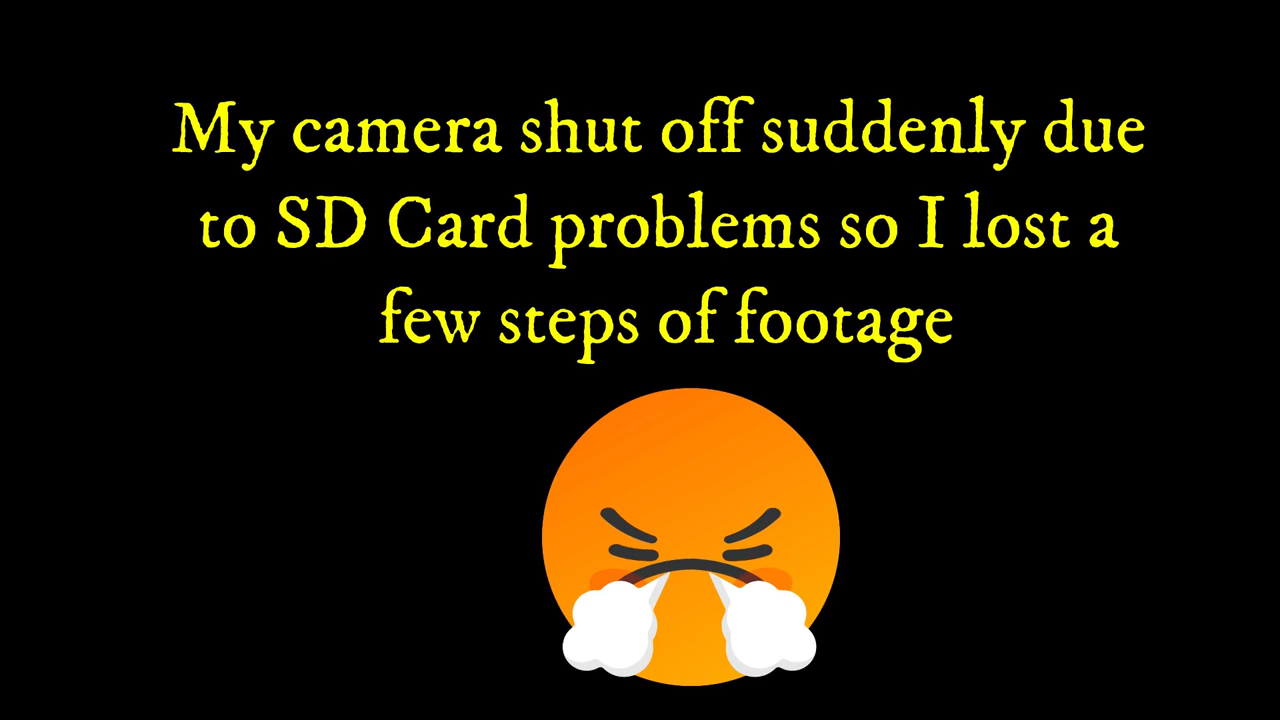 My camera shut off suddenly due
to SD Card problems so I lost a
few steps of footage